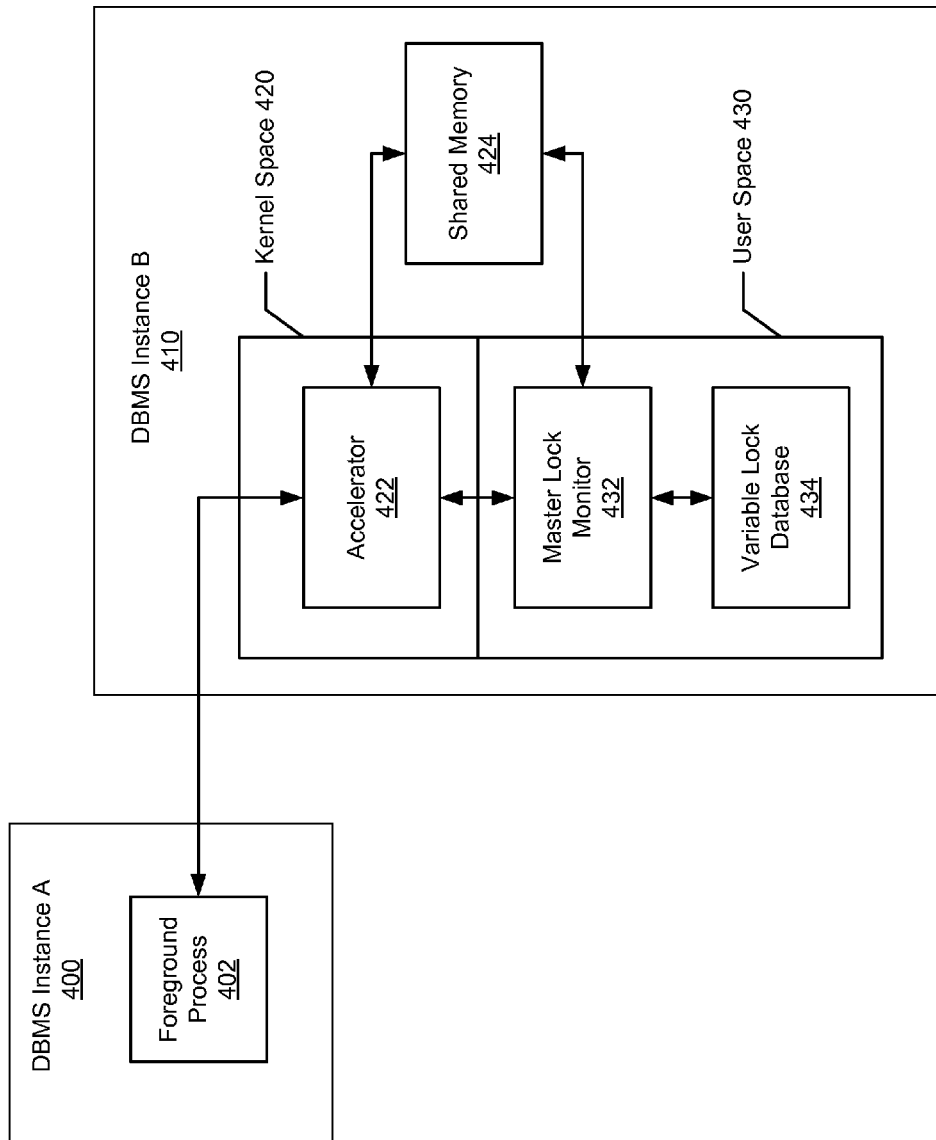 DBMS Instance A
400
Foreground
Process
402
DBMS Instance B
410
Kernel Space 420
Accelerator
422
Shared Memory
424
User Space 430
Master Lock
Monitor
432
Variable Lock
Database
434